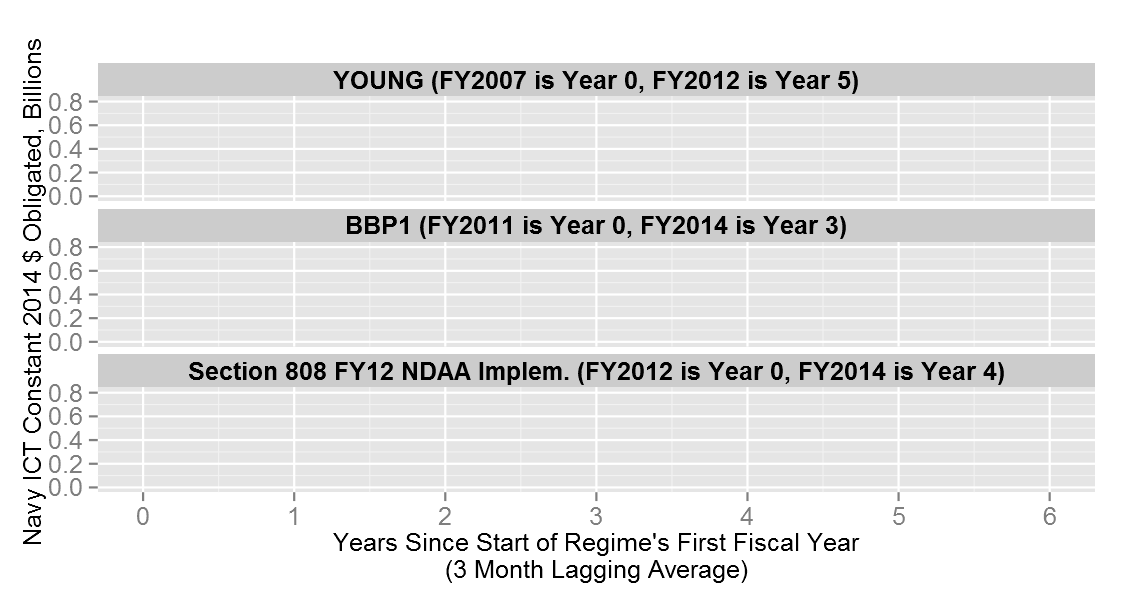 Navy ICT Constant 2014 $ Obligated, Billions
YOUNG (FY2007 is Year 0, FY2012 is Year 5)
0.8
0.6
0.4
0.2
0.0
BBP1 (FY2011 is Year 0, FY2014 is Year 3)
0.8
0.6
0.4
0.2
0.0
Section 808 FY12 NDAA Implem. (FY2012 is Year 0, FY2014 is Year 4)
0.8
0.6
0.4
0.2
0.0
0 1 2 3 4 5 6
Years Since Start of Regime's First Fiscal Year
(3 Month Lagging Average)